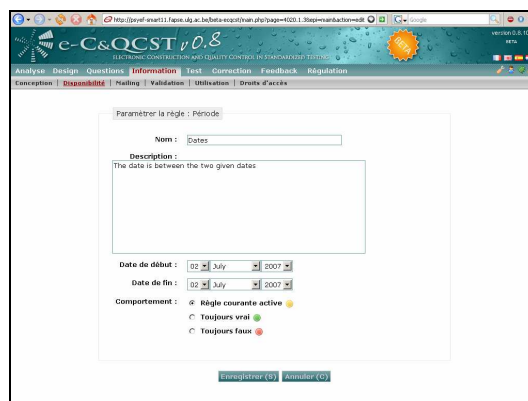 http://psyef-smart11.fapse.ulg.ac.be/beta-ecqcst/main.php?page=4020.1.3&epi=mainbaction=edit
Google
e-C&QCST v0.8
ELECTRONIC CONSTRUCTION AND QUALITY CONTROL IN STANDARDIZED TESTING
BETA
version 0.8.10
BETA
Analyse Design Questions Information Test Correction Feedback Régulation
Conception | Disponibilité | Mailing | Validation | Utilisation | Droits d'accès
Paramétrer la règle : Période
Nom : Dates
Description :
The date is between the two given dates
Date de début : 02 July 2007
Date de fin : 02 July 2007
Comportement : Règle courante active
Toujours vrai
Toujours faux
Enregistrer (S) Annuler (C)